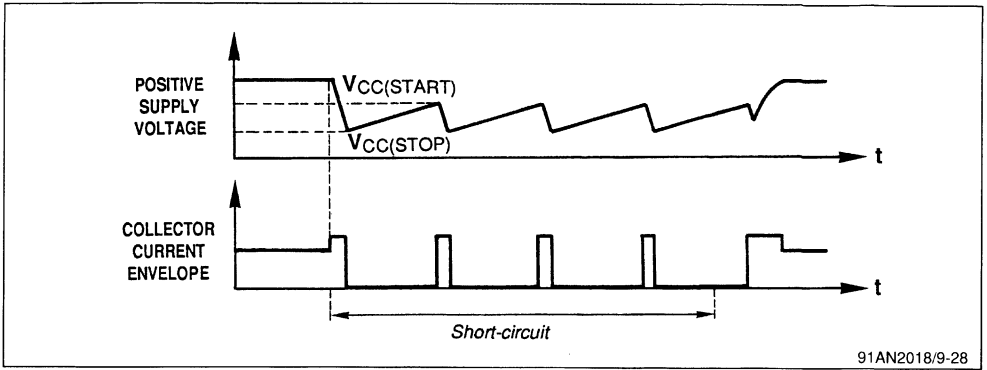 POSITIVE
SUPPLY
VOLTAGE
VCC(START)
VCC(STOP)
t
COLLECTOR
CURRENT
ENVELOPE
t
Short-circuit
91AN2018/9-28